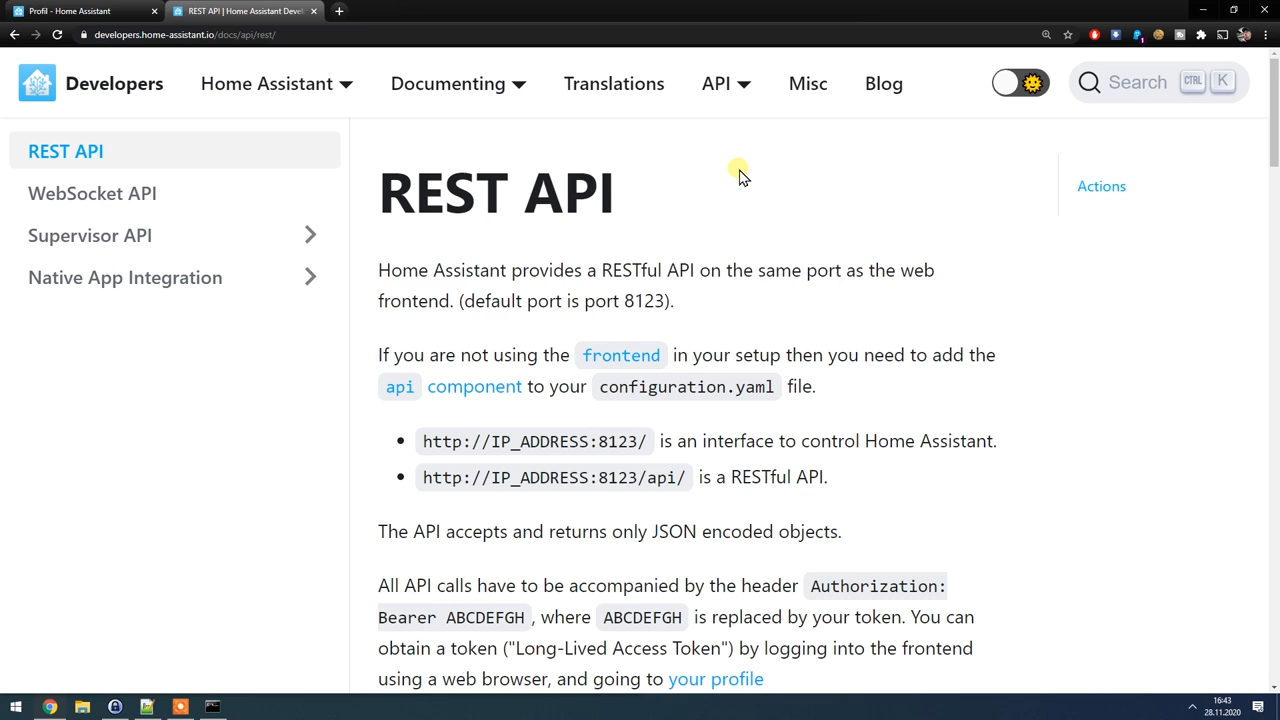 Profil - Home Assistant
REST API | Home Assistant Devel
developers.home-assistant.io/docs/api/rest/
Developers
Home Assistant
Documenting
Translations
API
Misc
Blog
Search
CTRL
K
REST API
WebSocket API
Supervisor API
Native App Integration
REST API
Actions
Home Assistant provides a RESTful API on the same port as the web
frontend. (default port is port 8123).
If you are not using the frontend in your setup then you need to add the
api component to your configuration.yaml file.
• http://IP_ADDRESS:8123/ is an interface to control Home Assistant.
• http://IP_ADDRESS:8123/api/ is a RESTful API.
The API accepts and returns only JSON encoded objects.
All API calls have to be accompanied by the header Authorization:
Bearer ABCDEFGH, where ABCDEFGH is replaced by your token. You can
obtain a token ("Long-Lived Access Token") by logging into the frontend
using a web browser, and going to your profile
16:43
28.11.2020